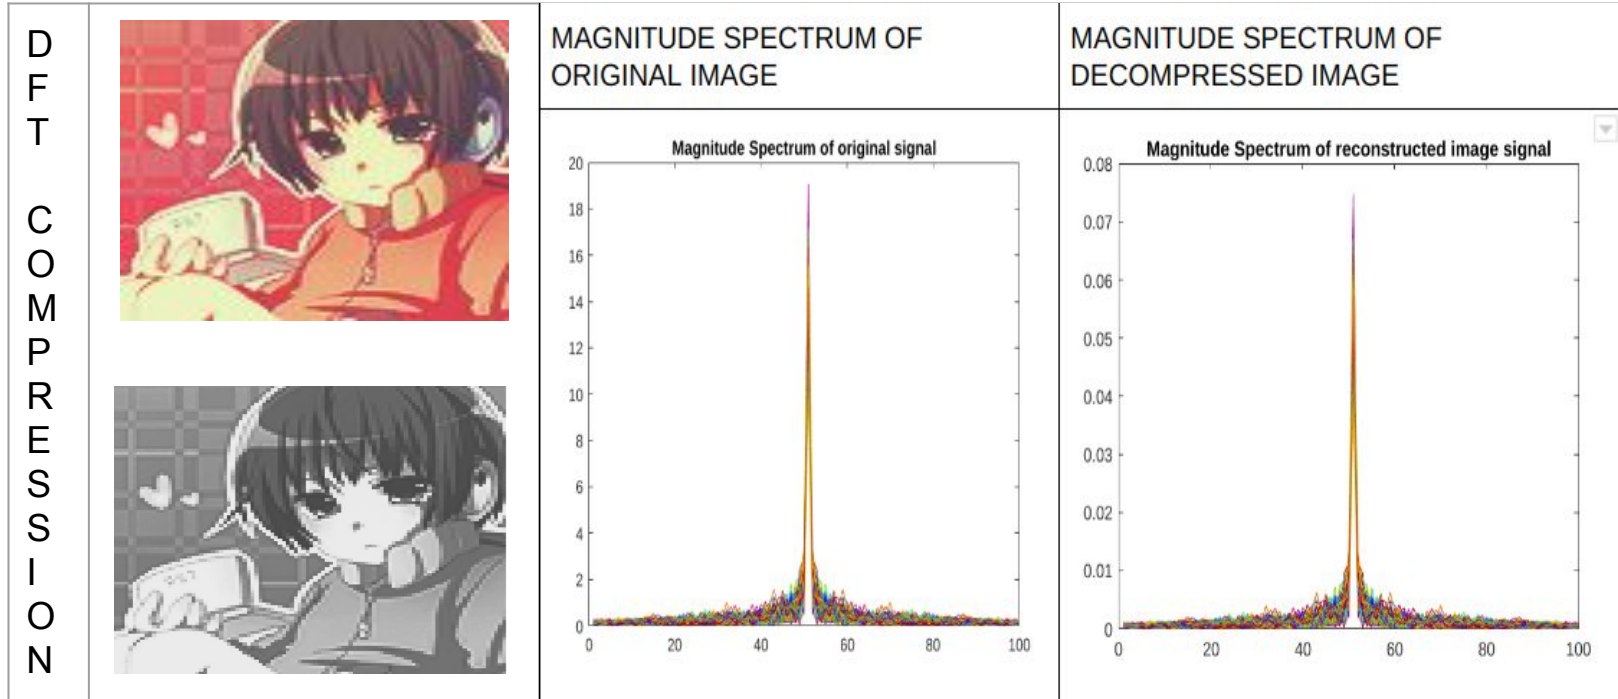 DFT COMPRESSION
MAGNITUDE SPECTRUM OF
ORIGINAL IMAGE
MAGNITUDE SPECTRUM OF
DECOMPRESSED IMAGE
Magnitude Spectrum of original signal
20
18
16
14
12
10
8
6
4
2
0
0 20 40 60 80 100
Magnitude Spectrum of reconstructed image signal
0.08
0.07
0.06
0.05
0.04
0.03
0.02
0.01
0
0 20 40 60 80 100